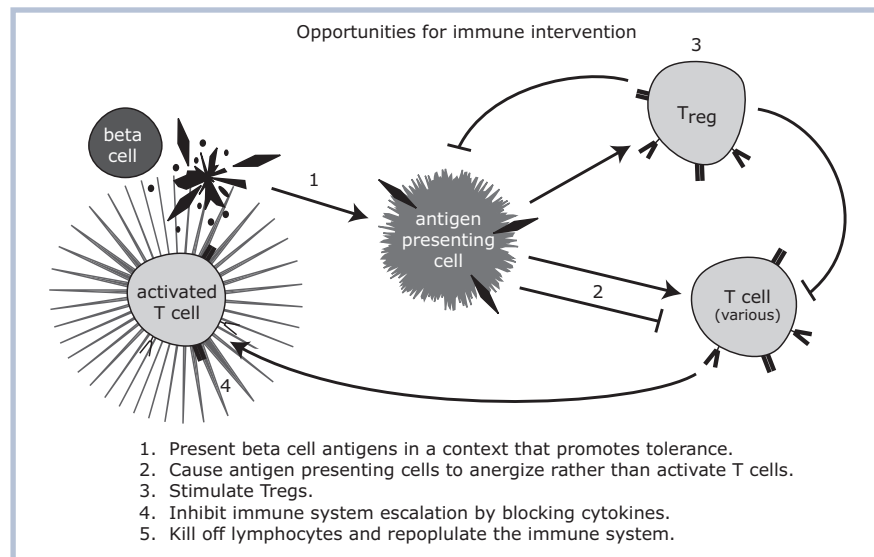 Opportunities for immune intervention
3
Treg
beta
cell
1
antigen
presenting
cell
activated
T cell
2
T cell
(various)
4
1. Present beta cell antigens in a context that promotes tolerance.
2. Cause antigen presenting cells to anergize rather than activate T cells.
3. Stimulate Tregs.
4. Inhibit immune system escalation by blocking cytokines.
5. Kill off lymphocytes and repoplulate the immune system.